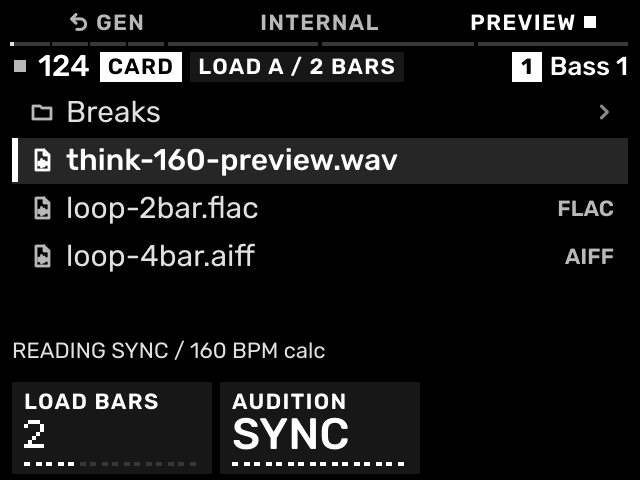 GEN INTERNAL PREVIEW
124 CARD LOAD A / 2 BARS 1 Bass 1
Breaks
think-160-preview.wav
loop-2bar.flac FLAC
loop-4bar.aiff AIFF
READING SYNC / 160 BPM calc
LOAD BARS AUDITION
2 SYNC